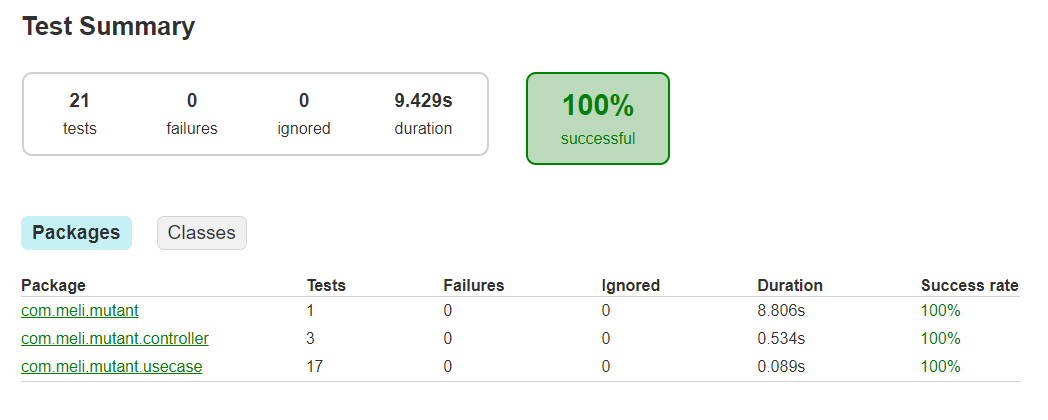 Test Summary
21 0 0 9.429s
tests failures ignored duration
100%
successful
Packages Classes
Package Tests Failures Ignored Duration Success rate
com.meli.mutant 1 0 0 8.806s 100%
com.meli.mutant.controller 3 0 0 0.534s 100%
com.meli.mutant.usecase 17 0 0 0.089s 100%